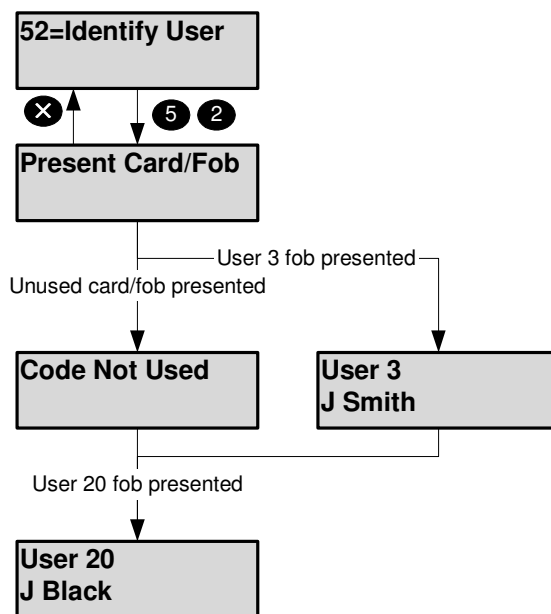 52=Identify User
5 2
Present Card/Fob
User 3 fob presented
Unused card/fob presented
Code Not Used
User 3
J Smith
User 20 fob presented
User 20
J Black